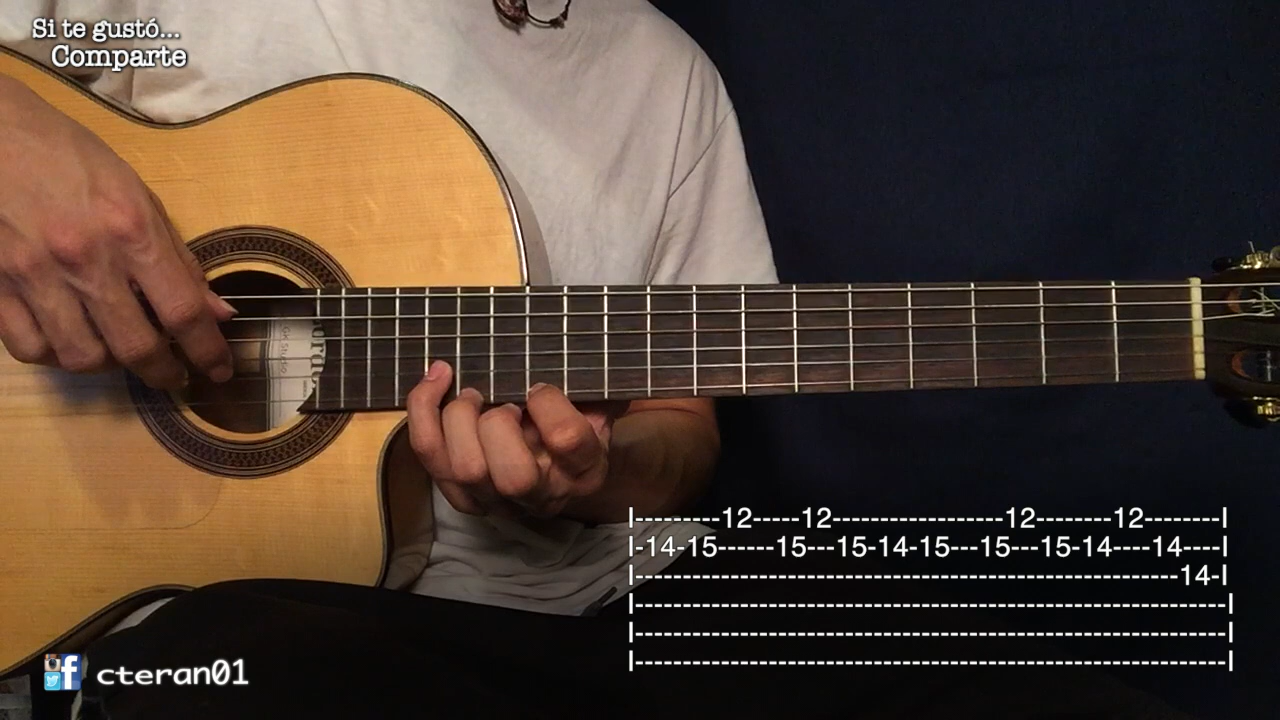 Si te gustó...
Comparte
|---------12-----12------------------12--------12--------|
|-14-15------15---15-14-15---15---15-14----14----|
|----------------------------------------------------------14-|
|----------------------------------------------------------------|
|----------------------------------------------------------------|
|----------------------------------------------------------------|
cteran01